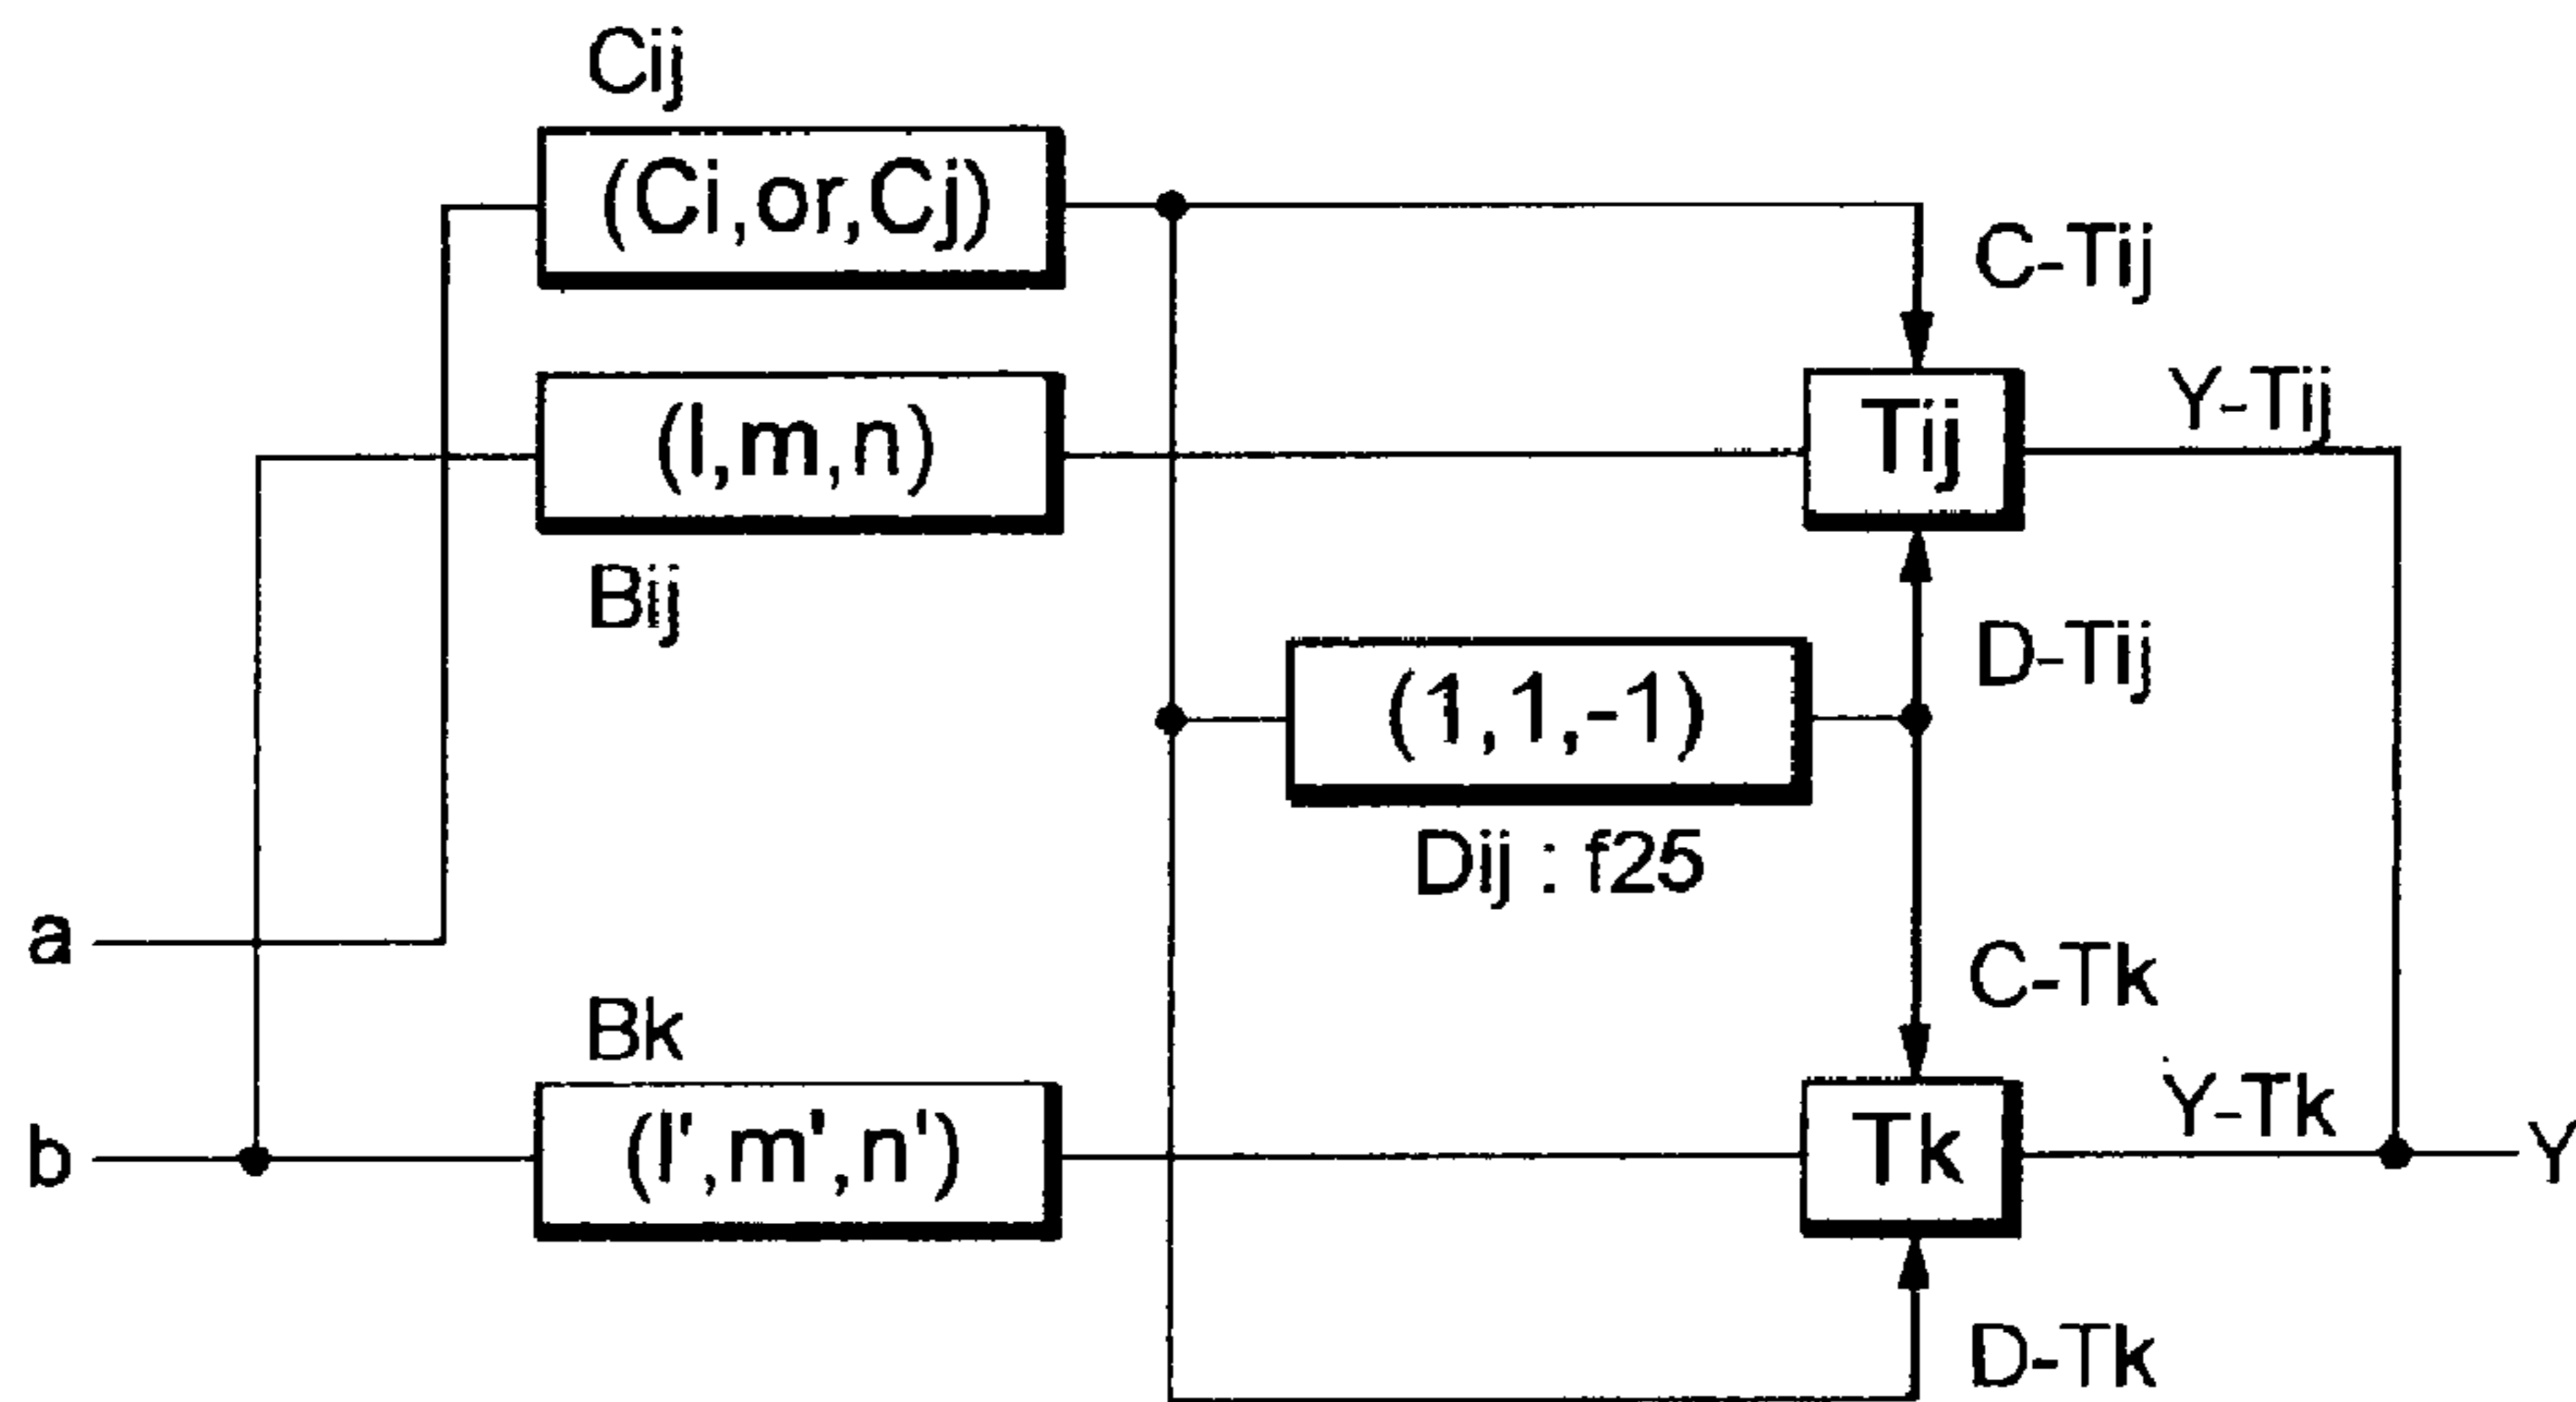 Cij
(Ci,or,Cj)
C-Tij
(l,m,n)
Tij
Y-Tij
Bij
D-Tij
(1,1,-1)
Dij : f25
a
C-Tk
Bk
b
(l',m',n')
Tk
Y-Tk
Y
D-Tk